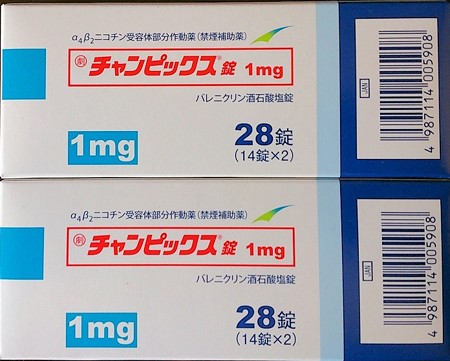 α4β2ニコチン受容体部分作動薬(禁煙補助薬)
劇 チャンピックス®錠 1mg
バレニクリン酒石酸塩錠
1mg
28錠
(14錠×2)
JAN
4 987114 005908
α4β2ニコチン受容体部分作動薬(禁煙補助薬)
劇 チャンピックス®錠 1mg
バレニクリン酒石酸塩錠
1mg
28錠
(14錠×2)
JAN
4 987114 005908